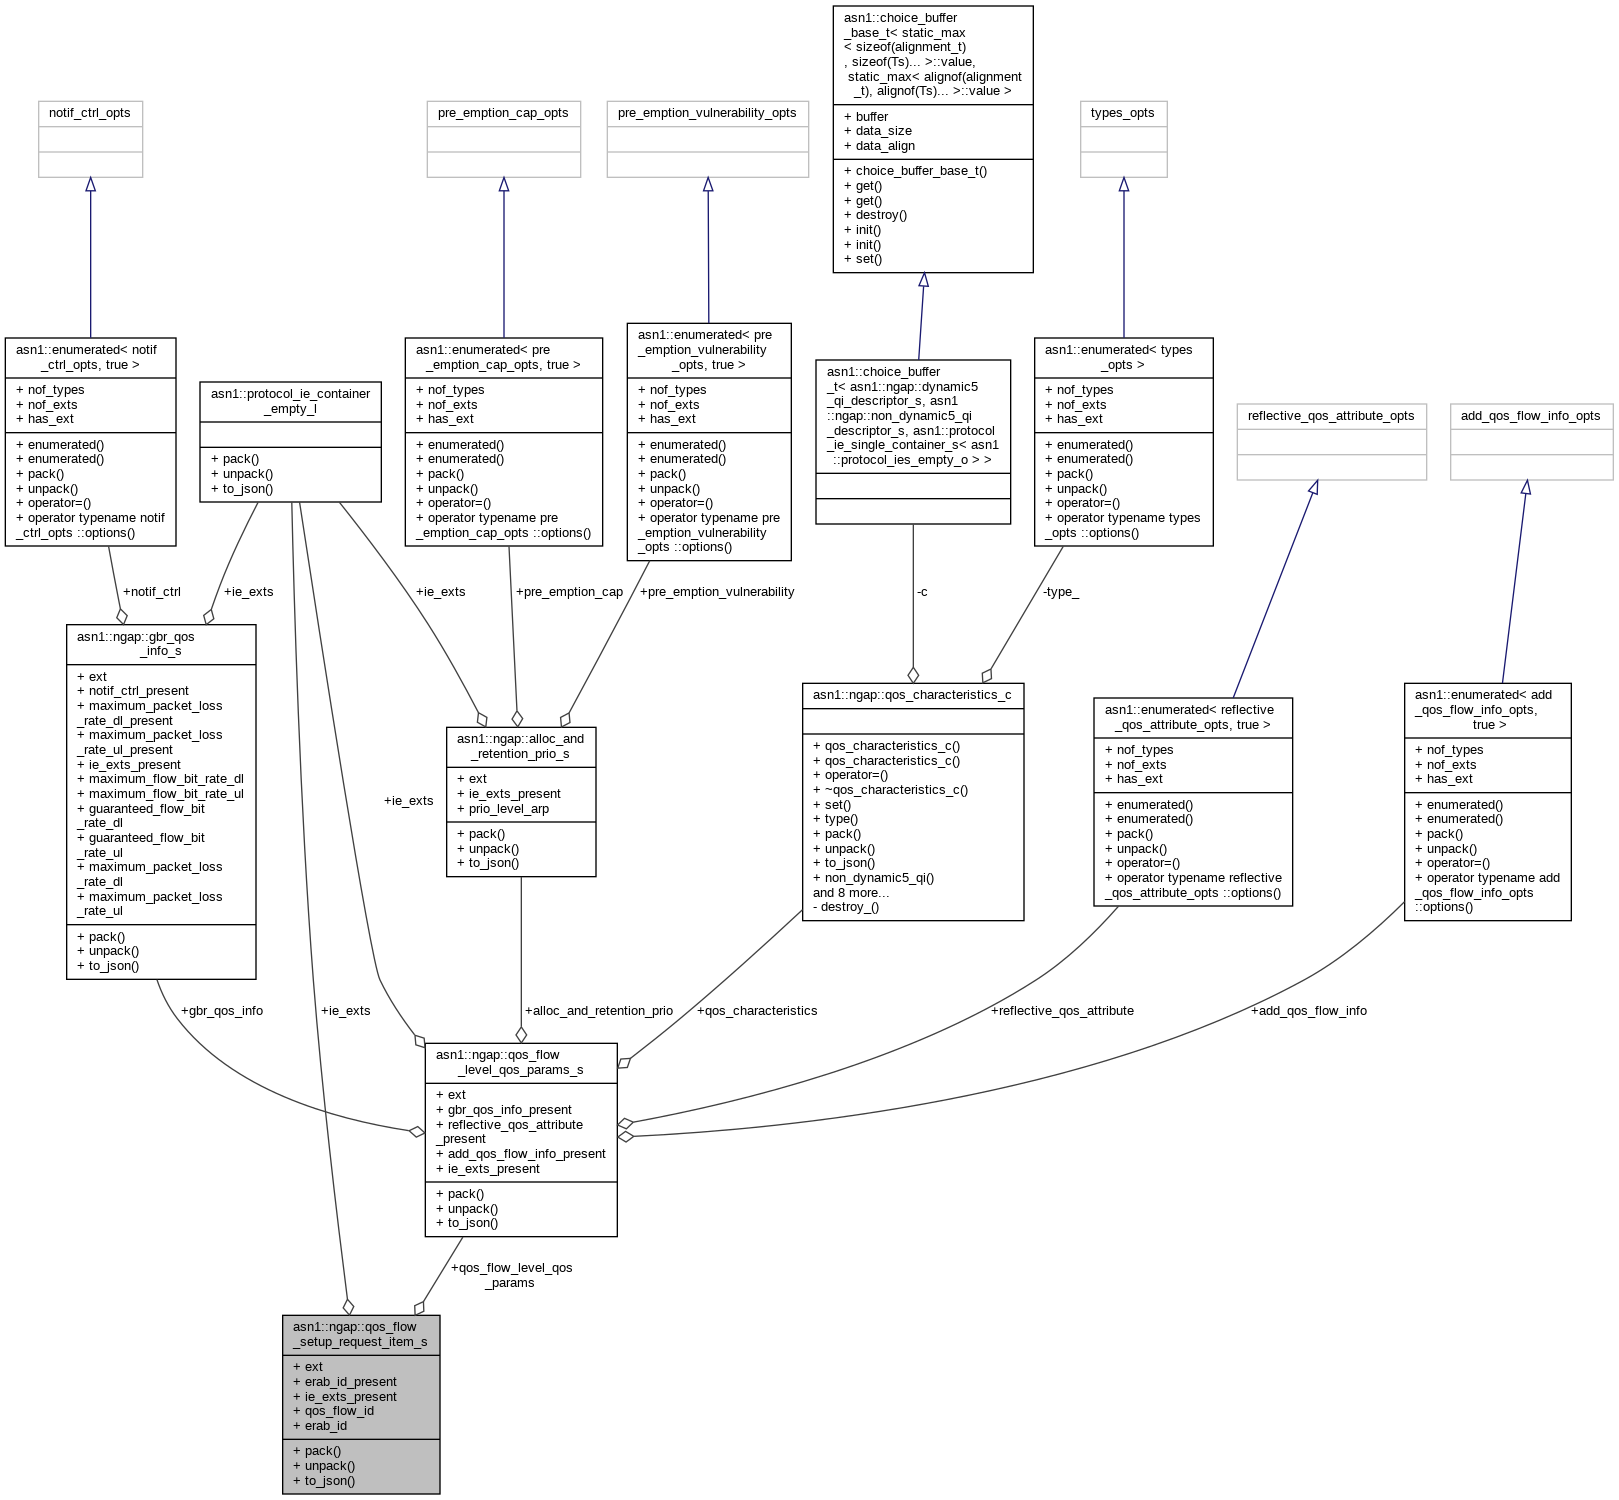 asn1::choice_buffer
_base_t< static_max
< sizeof(alignment_t)
, sizeof(Ts)... >::value,
static_max< alignof(alignment
_t), alignof(Ts)... >::value >
+ buffer
+ data_size
+ data_align
+ choice_buffer_base_t()
+ get()
+ get()
+ destroy()
+ init()
+ init()
+ set()
notif_ctrl_opts
pre_emption_cap_opts
pre_emption_vulnerability_opts
types_opts
asn1::enumerated< notif
_ctrl_opts, true >
+ nof_types
+ nof_exts
+ has_ext
+ enumerated()
+ enumerated()
+ pack()
+ unpack()
+ operator=()
+ operator typename notif
_ctrl_opts ::options()
asn1::protocol_ie_container
_empty_l
+ pack()
+ unpack()
+ to_json()
asn1::enumerated< pre
_emption_cap_opts, true >
+ nof_types
+ nof_exts
+ has_ext
+ enumerated()
+ enumerated()
+ pack()
+ unpack()
+ operator=()
+ operator typename pre
_emption_cap_opts ::options()
asn1::enumerated< pre
_emption_vulnerability
_opts, true >
+ nof_types
+ nof_exts
+ has_ext
+ enumerated()
+ enumerated()
+ pack()
+ unpack()
+ operator=()
+ operator typename pre
_emption_vulnerability
_opts ::options()
asn1::choice_buffer
_t< asn1::ngap::dynamic5
_qi_descriptor_s, asn1
::ngap::non_dynamic5_qi
_descriptor_s, asn1::protocol
_ie_single_container_s< asn1
::protocol_ies_empty_o > >
asn1::enumerated< types
_opts >
+ nof_types
+ nof_exts
+ has_ext
+ enumerated()
+ enumerated()
+ pack()
+ unpack()
+ operator=()
+ operator typename types
_opts ::options()
reflective_qos_attribute_opts
add_qos_flow_info_opts
+notif_ctrl
+ie_exts
+ie_exts
+pre_emption_cap
+pre_emption_vulnerability
-c
-type_
asn1::ngap::gbr_qos
_info_s
+ ext
+ notif_ctrl_present
+ maximum_packet_loss
_rate_dl_present
+ maximum_packet_loss
_rate_ul_present
+ ie_exts_present
+ maximum_flow_bit_rate_dl
+ maximum_flow_bit_rate_ul
+ guaranteed_flow_bit
_rate_dl
+ guaranteed_flow_bit
_rate_ul
+ maximum_packet_loss
_rate_dl
+ maximum_packet_loss
_rate_ul
+ pack()
+ unpack()
+ to_json()
+ie_exts
asn1::ngap::alloc_and
_retention_prio_s
+ ext
+ ie_exts_present
+ prio_level_arp
+ pack()
+ unpack()
+ to_json()
asn1::ngap::qos_characteristics_c
+ qos_characteristics_c()
+ qos_characteristics_c()
+ operator=()
+ ~qos_characteristics_c()
+ set()
+ type()
+ pack()
+ unpack()
+ to_json()
+ non_dynamic5_qi()
and 8 more...
- destroy_()
asn1::enumerated< reflective
_qos_attribute_opts, true >
+ nof_types
+ nof_exts
+ has_ext
+ enumerated()
+ enumerated()
+ pack()
+ unpack()
+ operator=()
+ operator typename reflective
_qos_attribute_opts ::options()
asn1::enumerated< add
_qos_flow_info_opts,
true >
+ nof_types
+ nof_exts
+ has_ext
+ enumerated()
+ enumerated()
+ pack()
+ unpack()
+ operator=()
+ operator typename add
_qos_flow_info_opts
::options()
+gbr_qos_info
+ie_exts
+alloc_and_retention_prio
+qos_characteristics
+reflective_qos_attribute
+add_qos_flow_info
asn1::ngap::qos_flow
_level_qos_params_s
+ ext
+ gbr_qos_info_present
+ reflective_qos_attribute
_present
+ add_qos_flow_info_present
+ ie_exts_present
+ pack()
+ unpack()
+ to_json()
+qos_flow_level_qos
_params
asn1::ngap::qos_flow
_setup_request_item_s
+ ext
+ erab_id_present
+ ie_exts_present
+ qos_flow_id
+ erab_id
+ pack()
+ unpack()
+ to_json()